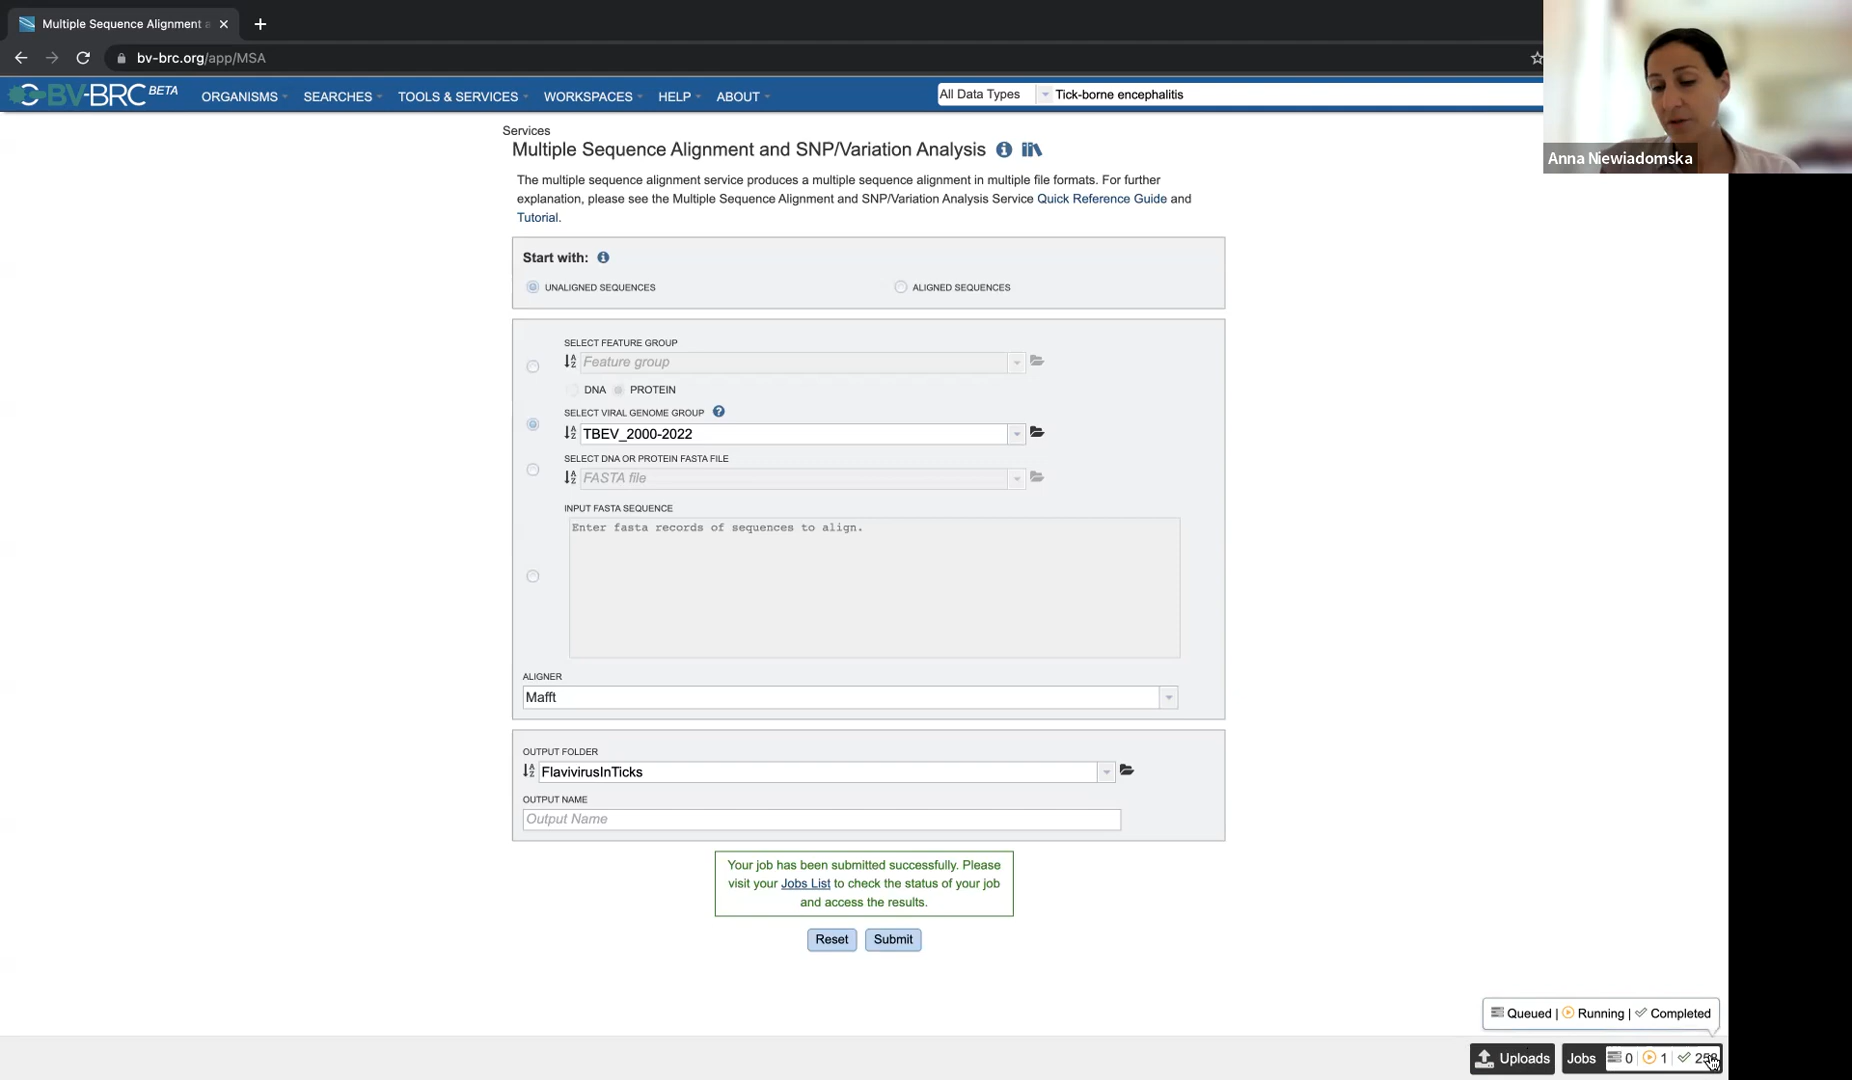 Multiple Sequence Alignment a
bv-brc.org/app/MSA
BV-BRC BETA
ORGANISMS
SEARCHES
TOOLS & SERVICES
WORKSPACES
HELP
ABOUT
All Data Types
Tick-borne encephalitis
Anna Niewiadomska
Services
Multiple Sequence Alignment and SNP/Variation Analysis
The multiple sequence alignment service produces a multiple sequence alignment in multiple file formats. For further
explanation, please see the Multiple Sequence Alignment and SNP/Variation Analysis Service Quick Reference Guide and
Tutorial.
Start with:
UNALIGNED SEQUENCES
ALIGNED SEQUENCES
SELECT FEATURE GROUP
Feature group
DNA PROTEIN
SELECT VIRAL GENOME GROUP
TBEV_2000-2022
SELECT DNA OR PROTEIN FASTA FILE
FASTA file
INPUT FASTA SEQUENCE
Enter fasta records of sequences to align.
ALIGNER
Mafft
OUTPUT FOLDER
FlavivirusInTicks
OUTPUT NAME
Output Name
Your job has been submitted successfully. Please
visit your Jobs List to check the status of your job
and access the results.
Reset
Submit
Queued | Running | Completed
Uploads
Jobs 0 1